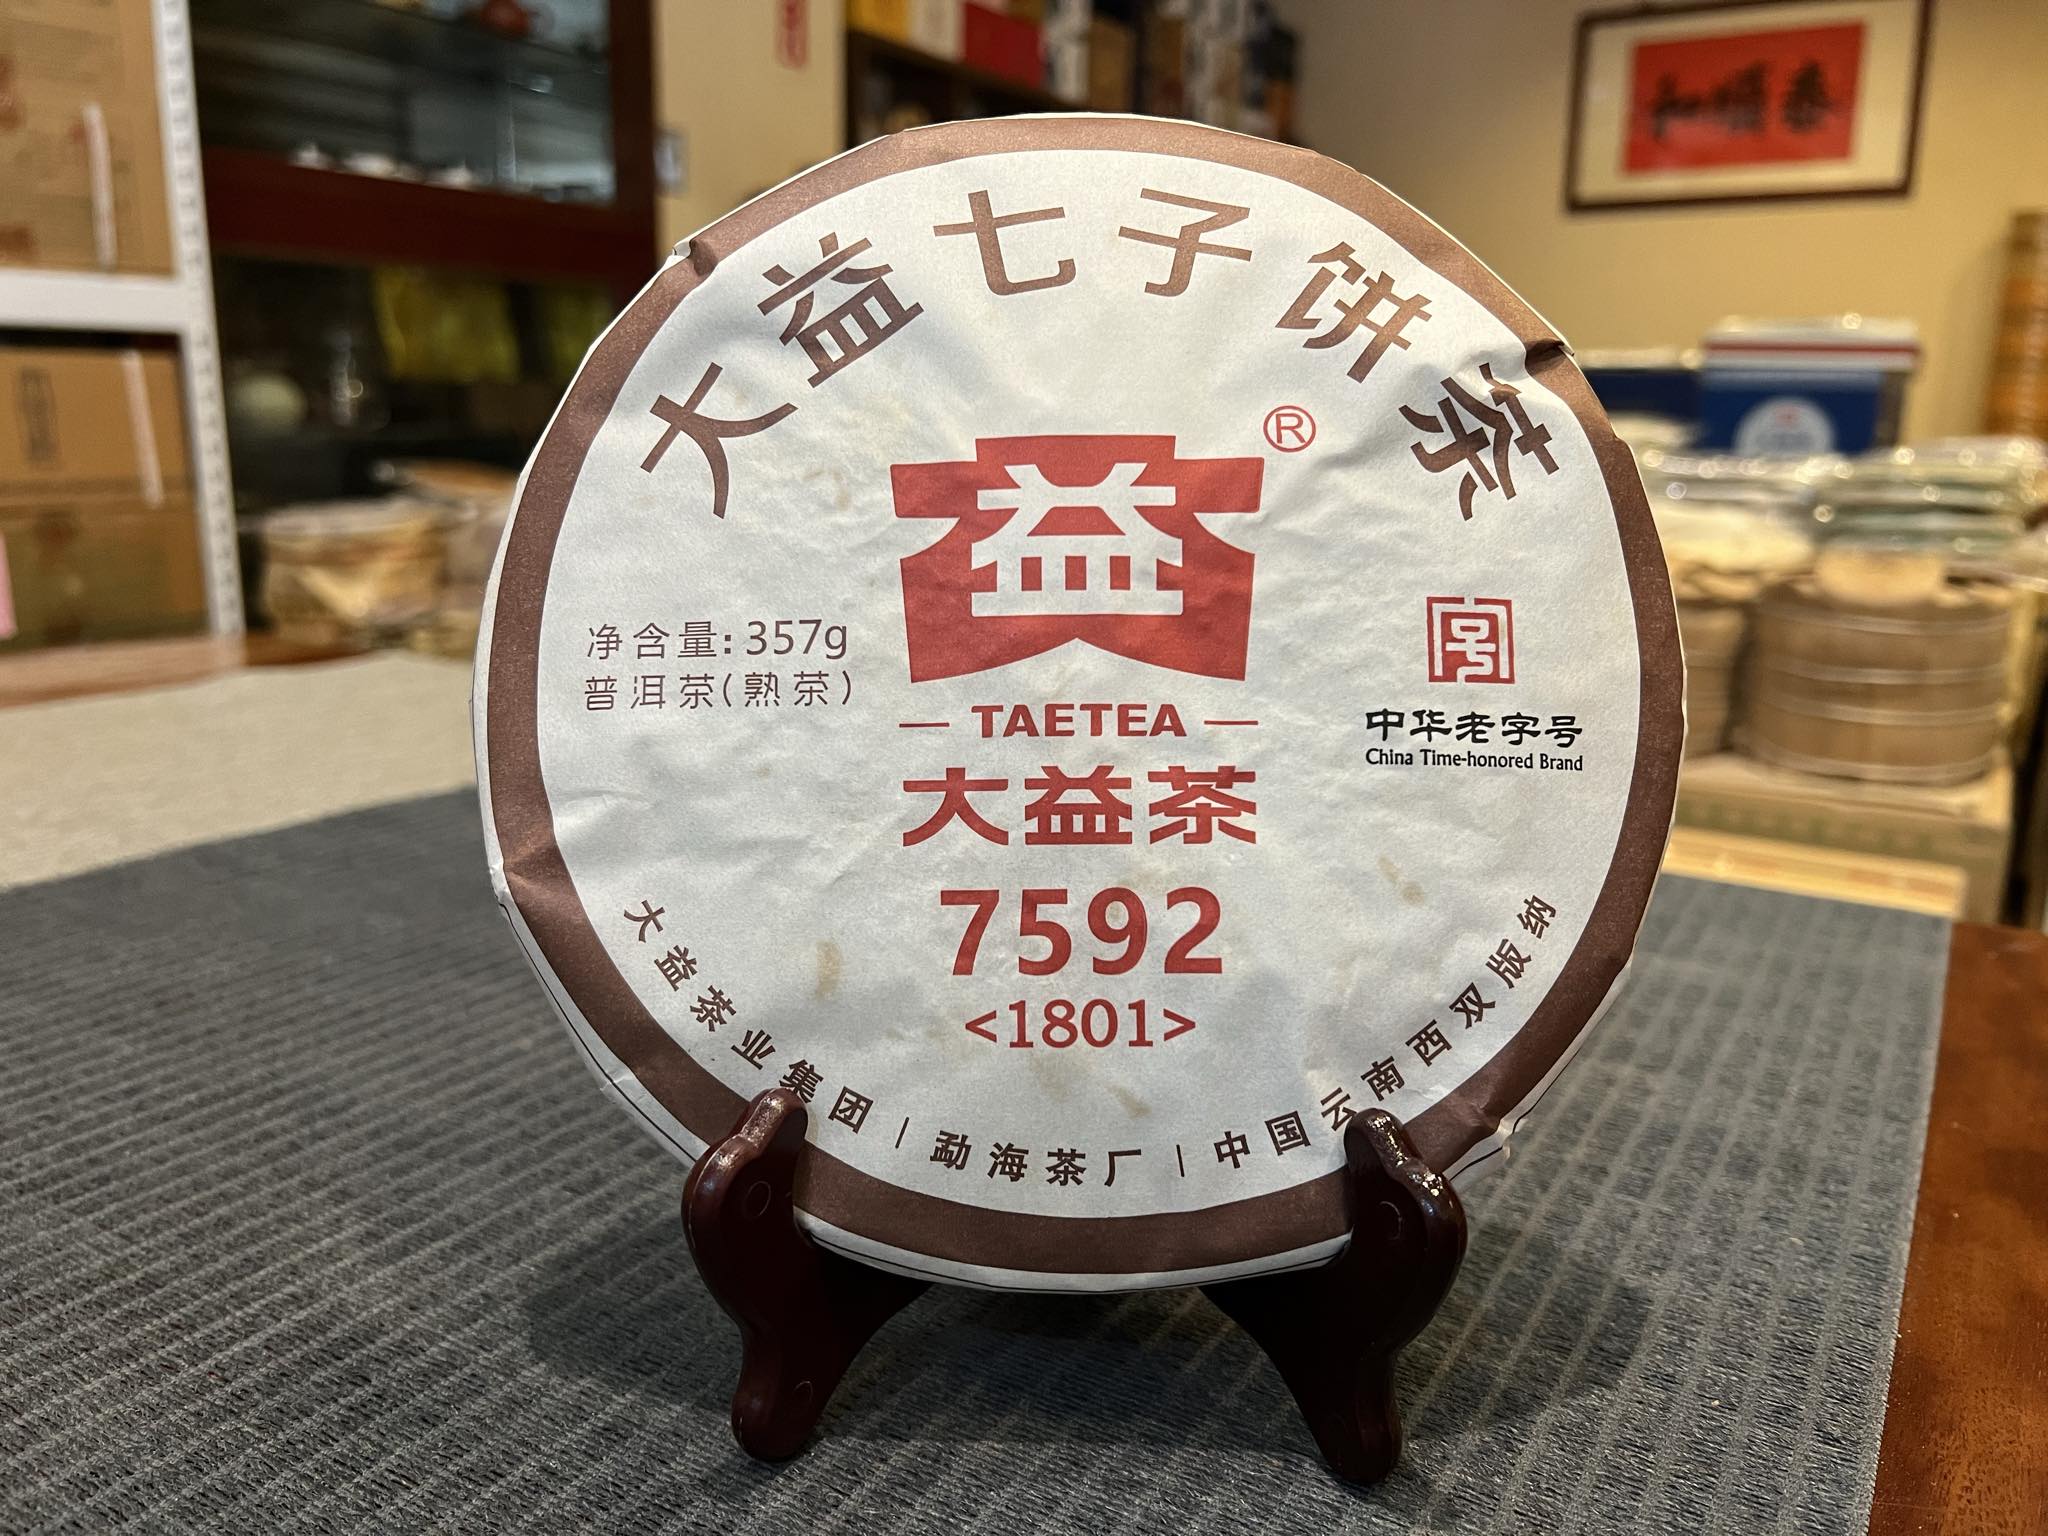 大益七子饼茶
益®
净含量:357g
普洱茶(熟茶)
— TAETEA —
大益茶
7592
<1801>
号
中华老字号
China Time-honored Brand
大益茶业集团｜勐海茶厂｜中国云南西双版纳